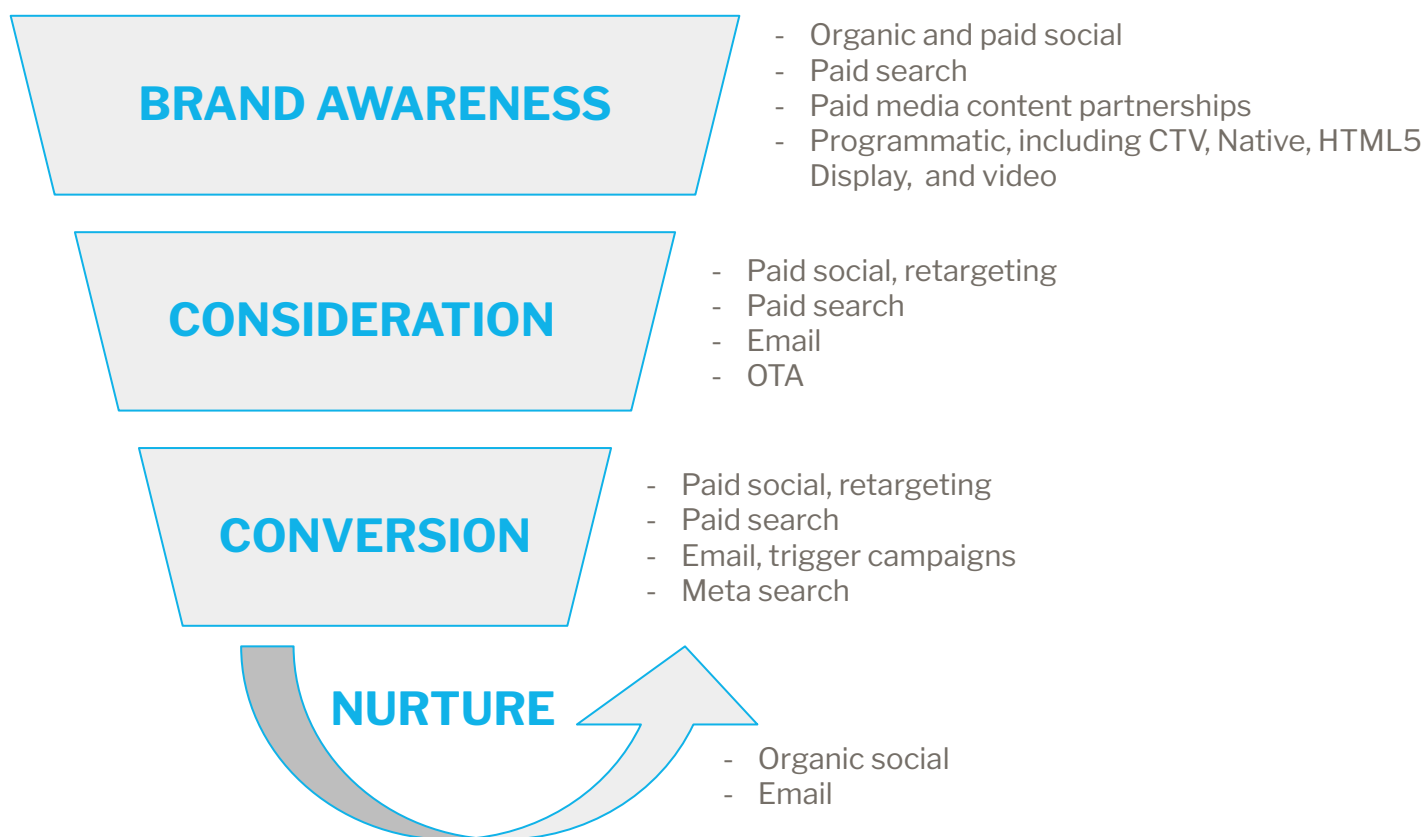 BRAND AWARENESS
- Organic and paid social
- Paid search
- Paid media content partnerships
- Programmatic, including CTV, Native, HTML5
Display, and video
CONSIDERATION
- Paid social, retargeting
- Paid search
- Email
- OTA
CONVERSION
- Paid social, retargeting
- Paid search
- Email, trigger campaigns
- Meta search
NURTURE
- Organic social
- Email